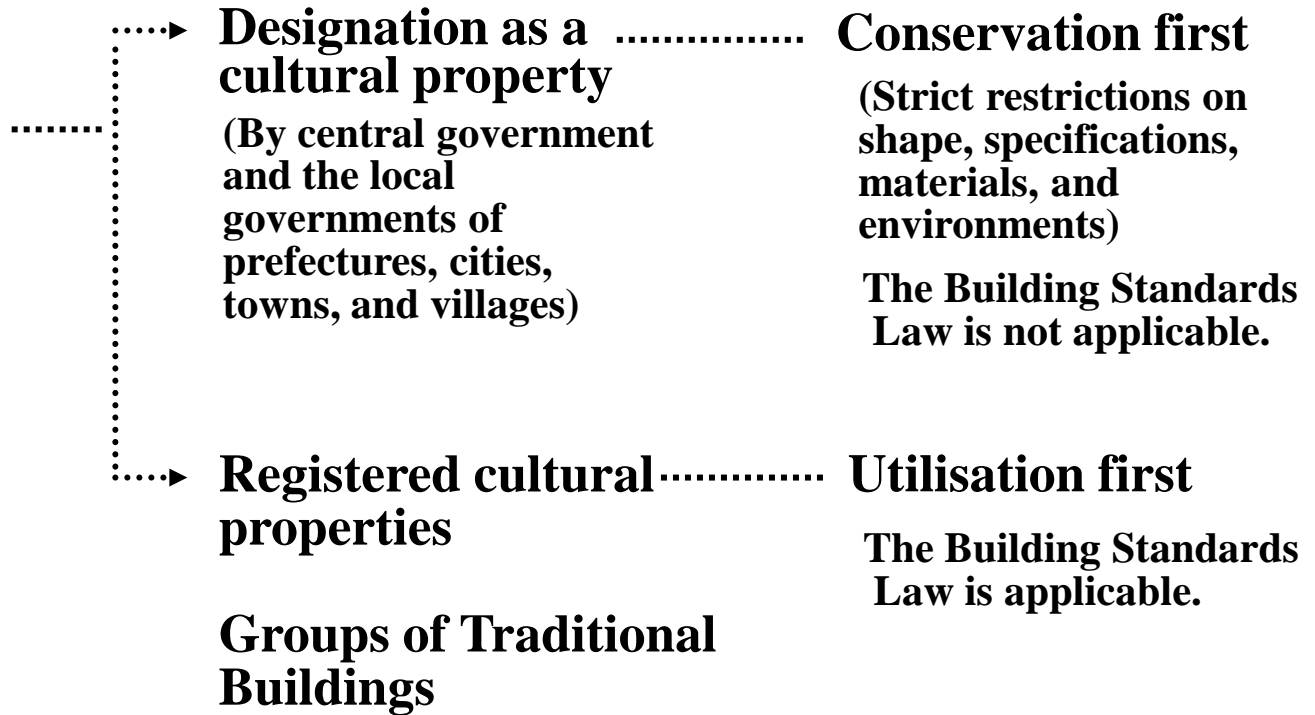 Designation as a
cultural property
(By central government
and the local
governments of
prefectures, cities,
towns, and villages)
Conservation first
(Strict restrictions on
shape, specifications,
materials, and
environments)
The Building Standards
Law is not applicable.
Registered cultural
properties
Utilisation first
The Building Standards
Law is applicable.
Groups of Traditional
Buildings